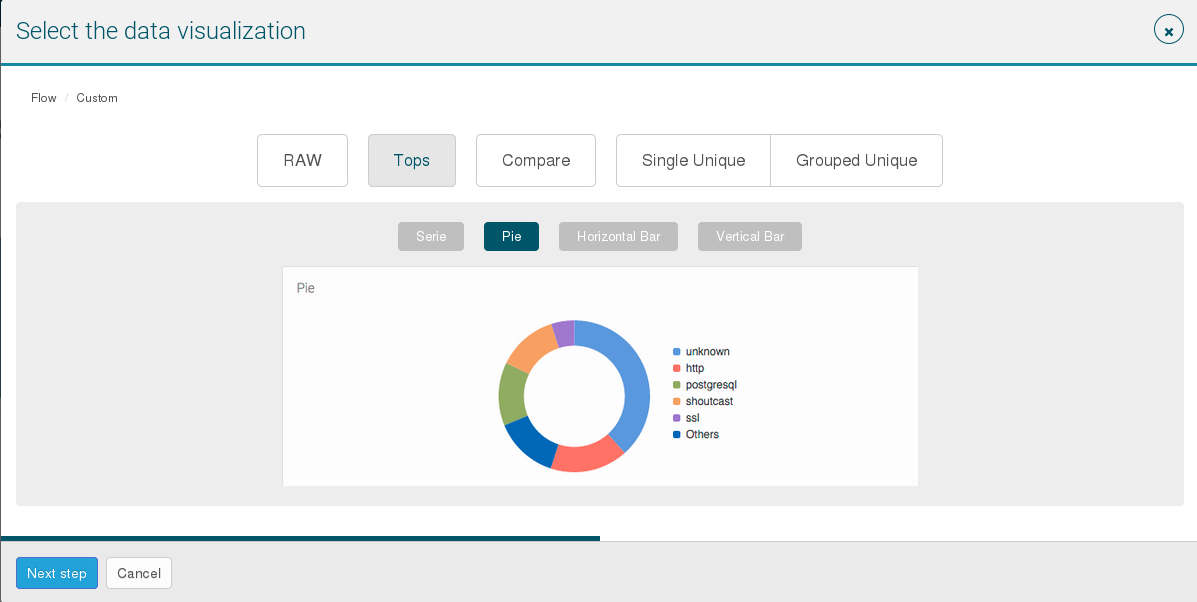 Select the data visualization
Flow / Custom
RAW
Tops
Compare
Single Unique
Grouped Unique
Serie
Pie
Horizontal Bar
Vertical Bar
Pie
unknown
http
postgresql
shoutcast
ssl
Others
Next step
Cancel